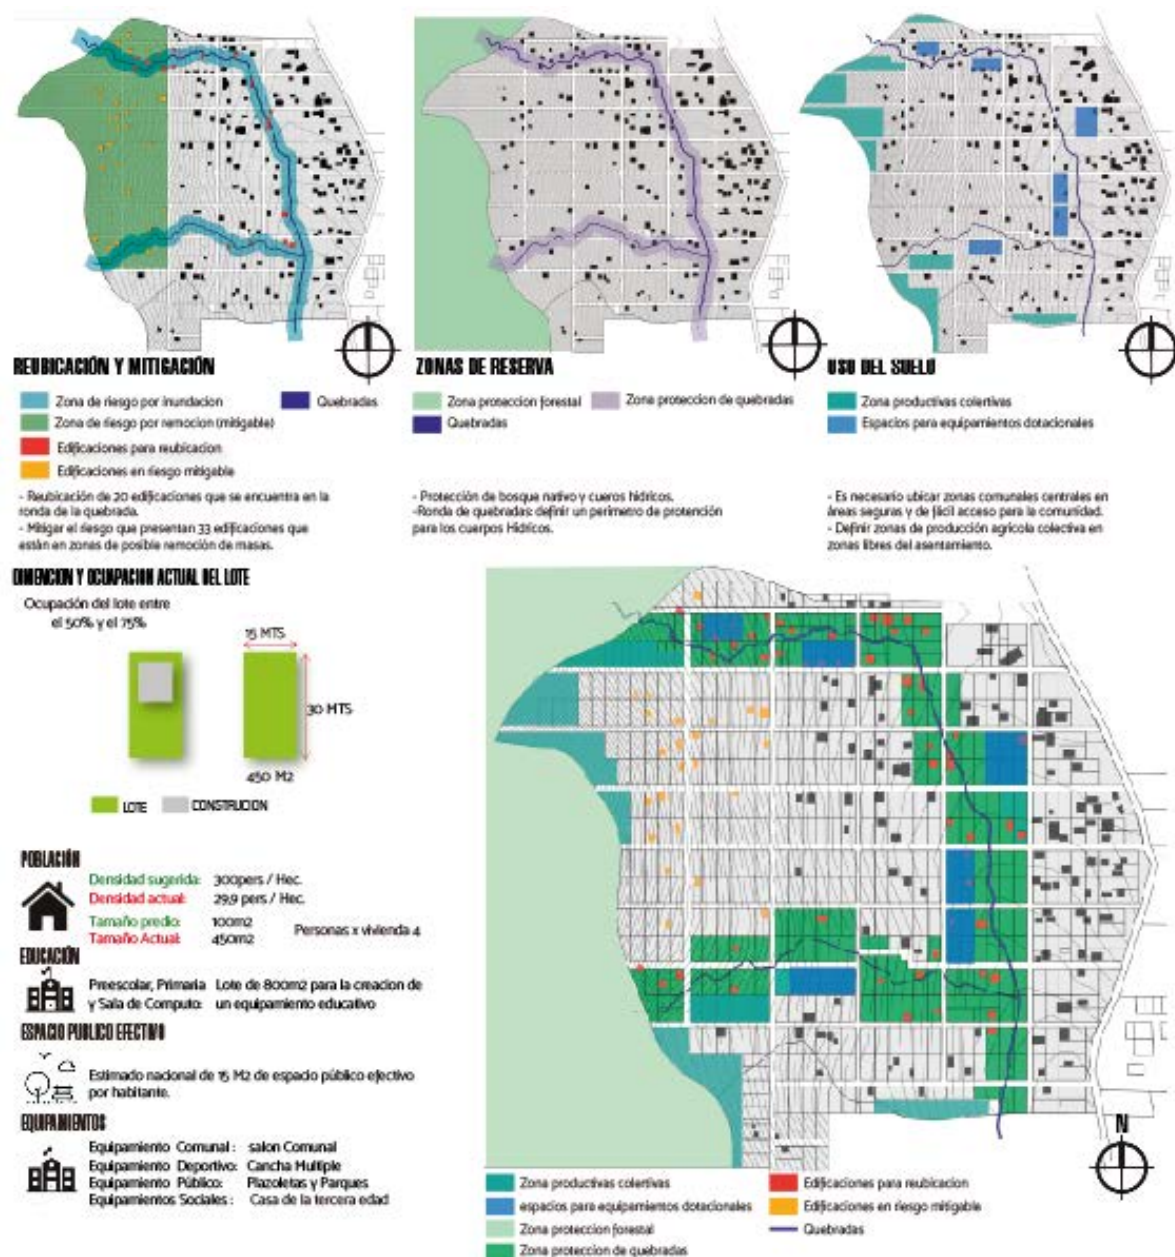 REUBICACIÓN Y MITIGACIÓN
Zona de riesgo por inundacion
Quebradas
Zona de riesgo por remocion (mitigable)
Edificaciones para reubicacion
Edificaciones en riesgo mitigable
- Reubicación de 20 edificaciones que se encuentra en la
ronda de la quebrada.
- Mitigar el riesgo que presentan 33 edificaciones que
están en zonas de posible remoción de masas.
ZONAS DE RESERVA
Zona proteccion forestal
Zona proteccion de quebradas
Quebradas
- Protección de bosque nativo y cueros hídricos.
-Ronda de quebradas: definir un perimetro de protención
para los cuerpos Hídricos.
USO DEL SUELO
Zona productivas colertivas
Espacios para equipamientos dotacionales
- Es necesario ubicar zonas comunales centrales en
áreas seguras y de fácil acceso para la comunidad.
- Definir zonas de producción agrícola colectiva en
zonas libres del asentamiento.
DIMENCION Y OCUPACION ACTUAL DEL LOTE
Ocupación del lote entre
el 50% y el 75%
15 MTS
30 MTS
450 M2
LOTE
CONSTRUCION
POBLACIÓN
Densidad sugerida: 300pers / Hec.
Densidad actual: 29,9 pers / Hec.
Tamaño predio: 100m2
Tamaño Actual: 450m2
Personas x vivienda 4
EDUCACIÓN
Preescolar, Primaria
y Sala de Computo:
Lote de 800m2 para la creacion de
un equipamiento educativo
ESPACIO PUBLICO EFECTIVO
Estimado nacional de 15 M2 de espacio público efectivo
por habitante.
EQUIPAMIENTOS
Equipamiento Comunal : salon Comunal
Equipamiento Deportivo: Cancha Multiple
Equipamiento Público: Plazoletas y Parques
Equipamientos Sociales : Casa de la tercera edad
N
Zona productivas colertivas
espacios para equipamientos dotacionales
Zona proteccion forestal
Zona proteccion de quebradas
Edificaciones para reubicacion
Edificaciones en riesgo mitigable
Quebradas